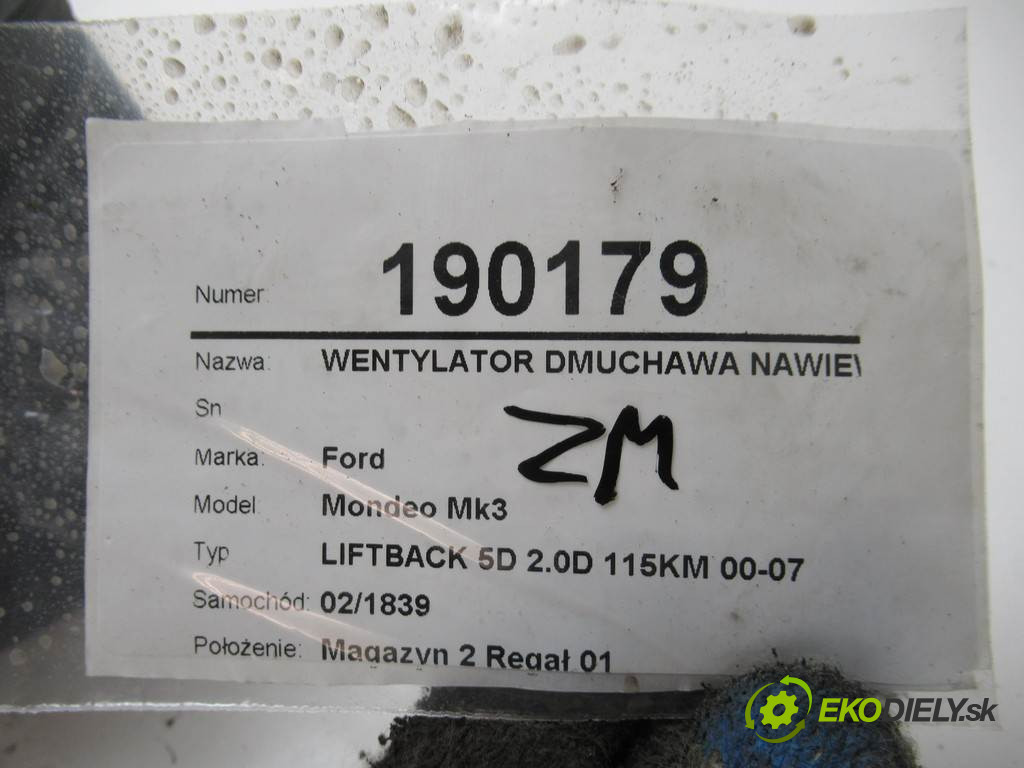 Numer: 190179
Nazwa: WENTYLATOR DMUCHAWA NAWIEW
Sn
ZM
Marka: Ford
Model Mondeo Mk3
Typ LIFTBACK 5D 2.0D 115KM 00-07
Samochód: 02/1839
Położenie: Magazyn 2 Regał 01
EKODIELY.sk